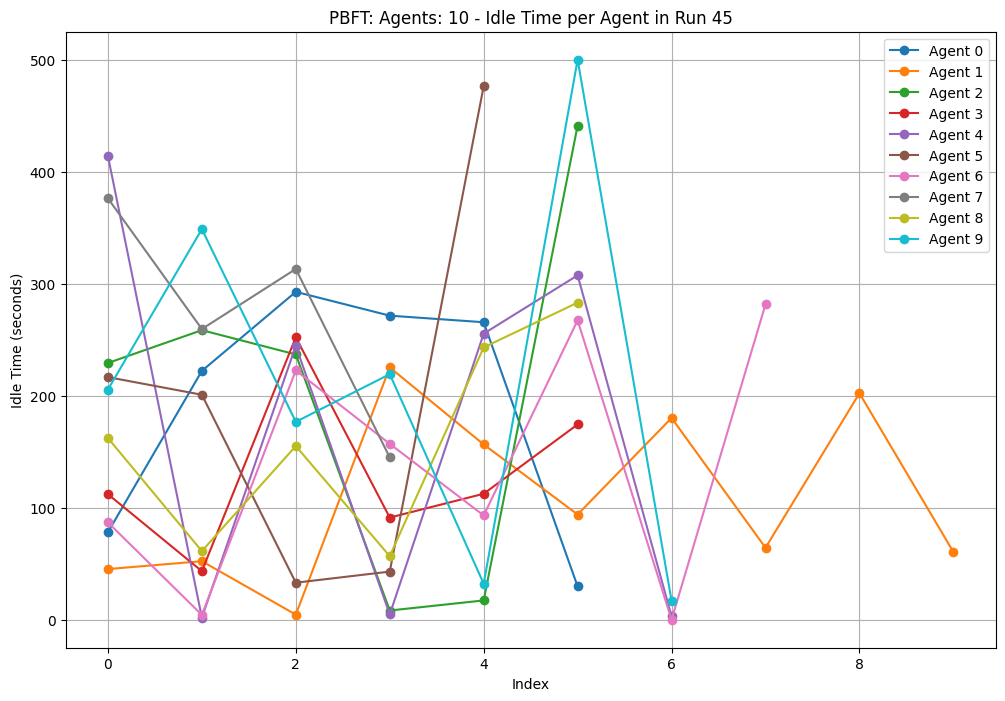 PBFT: Agents: 10 - Idle Time per Agent in Run 45
Idle Time (seconds)
500
400
300
200
100
0
0 2 4 6 8
Index
Agent 0
Agent 1
Agent 2
Agent 3
Agent 4
Agent 5
Agent 6
Agent 7
Agent 8
Agent 9